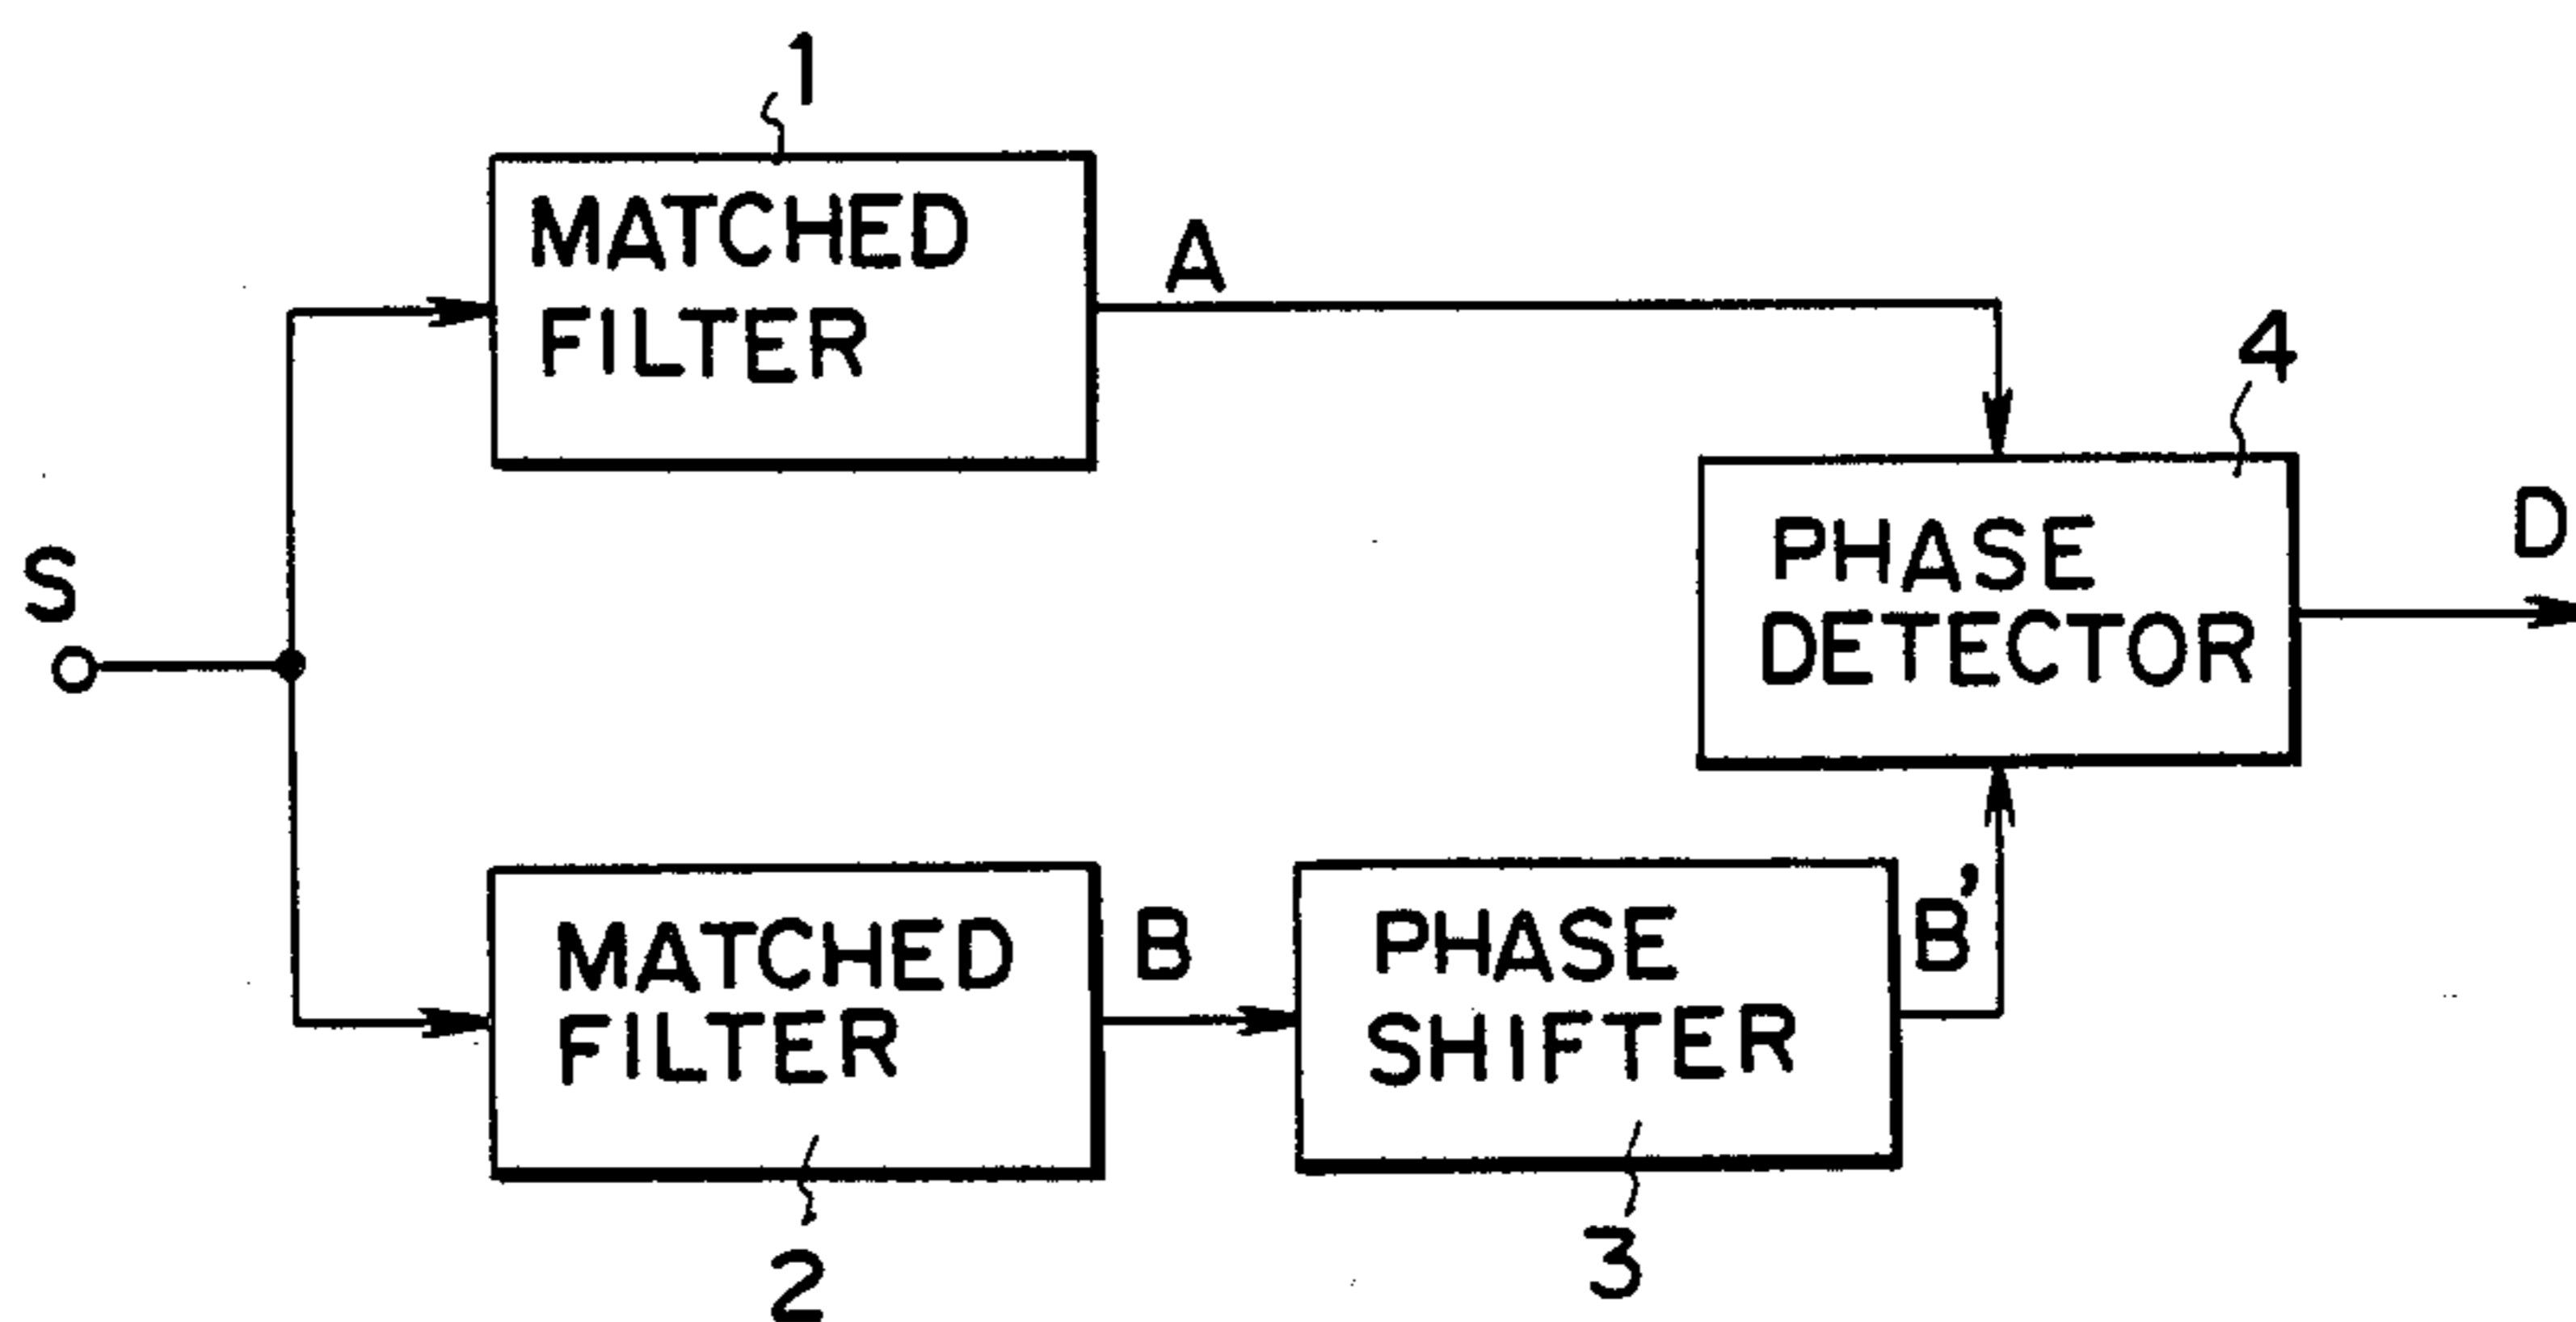 1
MATCHED
FILTER
A
4
S
PHASE
DETECTOR
D
MATCHED
FILTER
B
PHASE
SHIFTER
B'
2
3